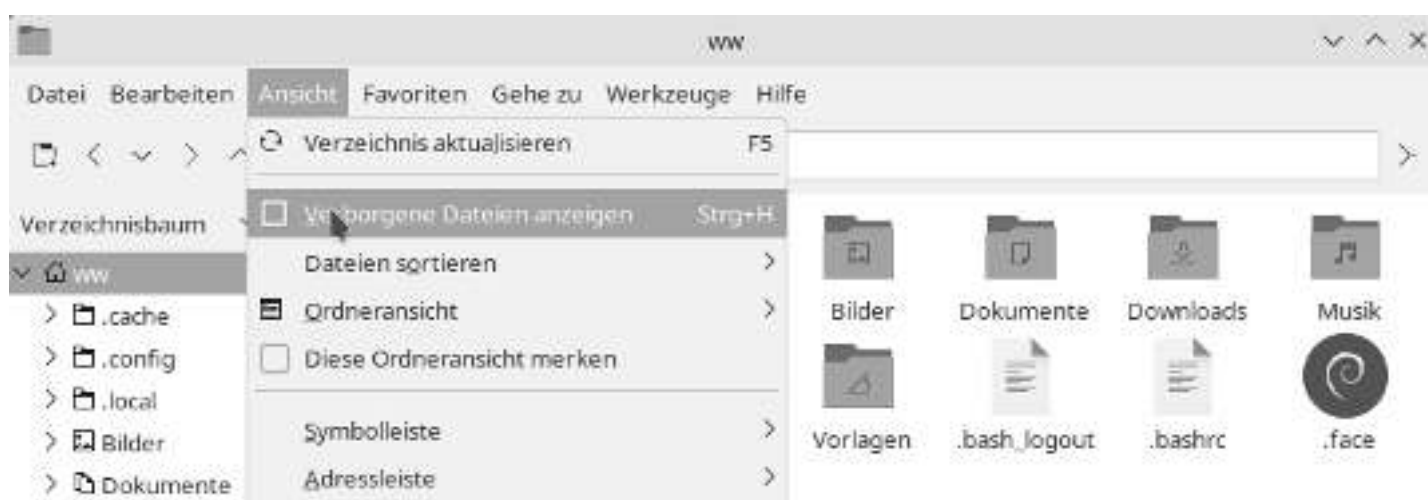 ww
Datei Bearbeiten Ansicht Favoriten Gehe zu Werkzeuge Hilfe
Verzeichnis aktualisieren F5
Verzeichnisbaum
Verborgene Dateien anzeigen Strg+H
Dateien sortieren
Ordneransicht
Diese Ordneransicht merken
Symbolleiste
Adressleiste
ww
.cache
.config
.local
Bilder
Dokumente
Bilder Dokumente Downloads Musik
Vorlagen .bash_logout .bashrc .face